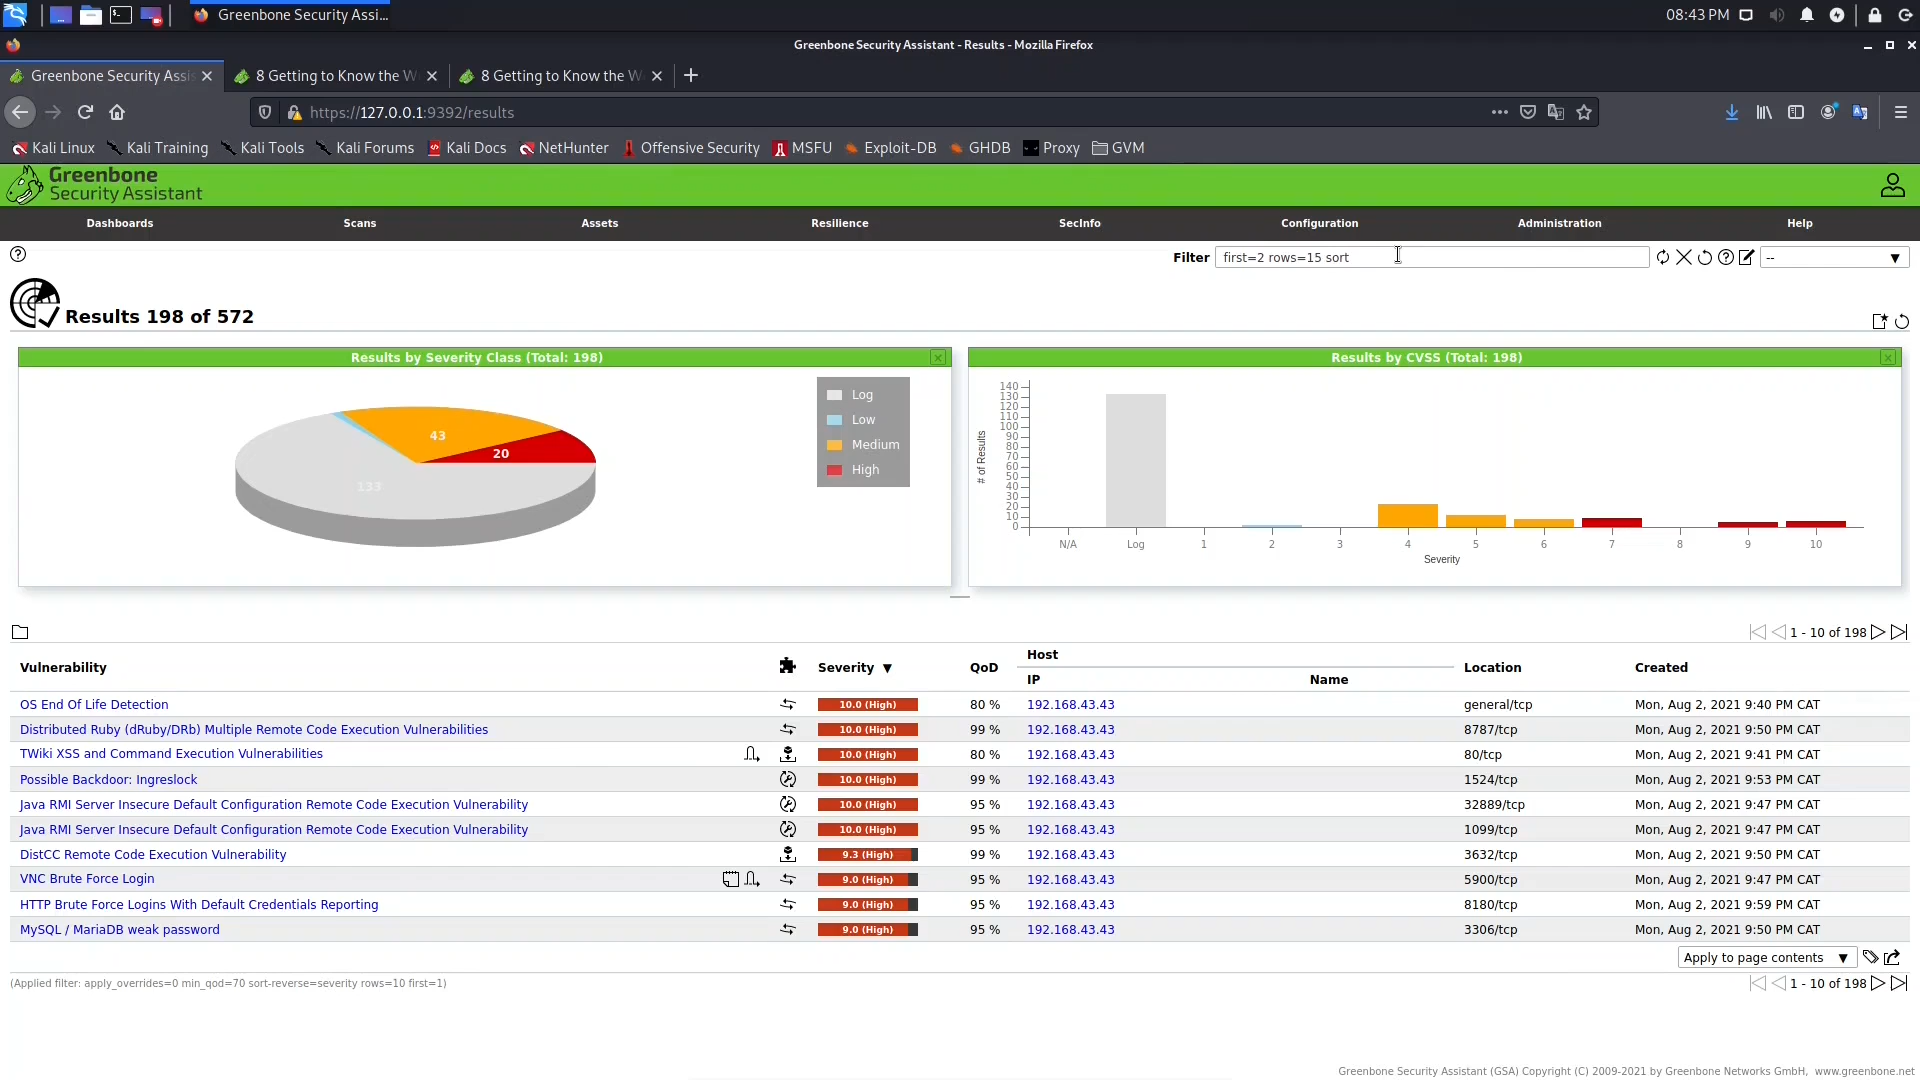 Greenbone Security Assi...
08:43 PM
Greenbone Security Assistant - Results - Mozilla Firefox
Greenbone Security Assis
8 Getting to Know the W
8 Getting to Know the W
https://127.0.0.1:9392/results
Kali Linux
Kali Training
Kali Tools
Kali Forums
Kali Docs
NetHunter
Offensive Security
MSFU
Exploit-DB
GHDB
Proxy
GVM
Greenbone
Security Assistant
Dashboards
Scans
Assets
Resilience
SecInfo
Configuration
Administration
Help
Filter
first=2 rows=15 sort
--
Results 198 of 572
Results by Severity Class (Total: 198)
Log
Low
Medium
High
43
20
133
Results by CVSS (Total: 198)
# of Results
140
130
120
110
100
90
80
70
60
50
40
30
20
10
0
N/A Log 1 2 3 4 5 6 7 8 9 10
Severity
1 - 10 of 198
Vulnerability Severity ▼ QoD Host Location Created
IP Name
OS End Of Life Detection 10.0 (High) 80 % 192.168.43.43 general/tcp Mon, Aug 2, 2021 9:40 PM CAT
Distributed Ruby (dRuby/DRb) Multiple Remote Code Execution Vulnerabilities 10.0 (High) 99 % 192.168.43.43 8787/tcp Mon, Aug 2, 2021 9:50 PM CAT
TWiki XSS and Command Execution Vulnerabilities 10.0 (High) 80 % 192.168.43.43 80/tcp Mon, Aug 2, 2021 9:41 PM CAT
Possible Backdoor: Ingreslock 10.0 (High) 99 % 192.168.43.43 1524/tcp Mon, Aug 2, 2021 9:53 PM CAT
Java RMI Server Insecure Default Configuration Remote Code Execution Vulnerability 10.0 (High) 95 % 192.168.43.43 32889/tcp Mon, Aug 2, 2021 9:47 PM CAT
Java RMI Server Insecure Default Configuration Remote Code Execution Vulnerability 10.0 (High) 95 % 192.168.43.43 1099/tcp Mon, Aug 2, 2021 9:47 PM CAT
DistCC Remote Code Execution Vulnerability 9.3 (High) 99 % 192.168.43.43 3632/tcp Mon, Aug 2, 2021 9:50 PM CAT
VNC Brute Force Login 9.0 (High) 95 % 192.168.43.43 5900/tcp Mon, Aug 2, 2021 9:47 PM CAT
HTTP Brute Force Logins With Default Credentials Reporting 9.0 (High) 95 % 192.168.43.43 8180/tcp Mon, Aug 2, 2021 9:59 PM CAT
MySQL / MariaDB weak password 9.0 (High) 95 % 192.168.43.43 3306/tcp Mon, Aug 2, 2021 9:50 PM CAT
Apply to page contents ▼
(Applied filter: apply_overrides=0 min_qod=70 sort-reverse=severity rows=10 first=1)
1 - 10 of 198
Greenbone Security Assistant (GSA) Copyright (C) 2009-2021 by Greenbone Networks GmbH, www.greenbone.net